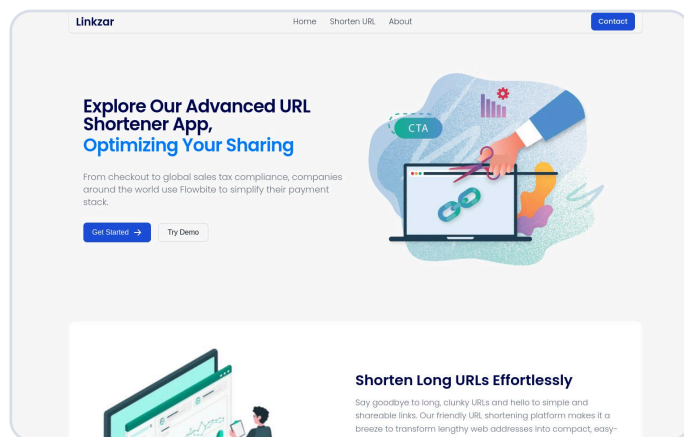 Linkzar
Home Shorten URL About
Contact
Explore Our Advanced URL
Shortener App,
Optimizing Your Sharing
From checkout to global sales tax compliance, companies
around the world use Flowbite to simplify their payment
stack.
Get Started →
Try Demo
CTA
Shorten Long URLs Effortlessly
Say goodbye to long, clunky URLs and hello to simple and
shareable links. Our friendly URL shortening platform makes it a
breeze to transform lengthy web addresses into compact, easy-